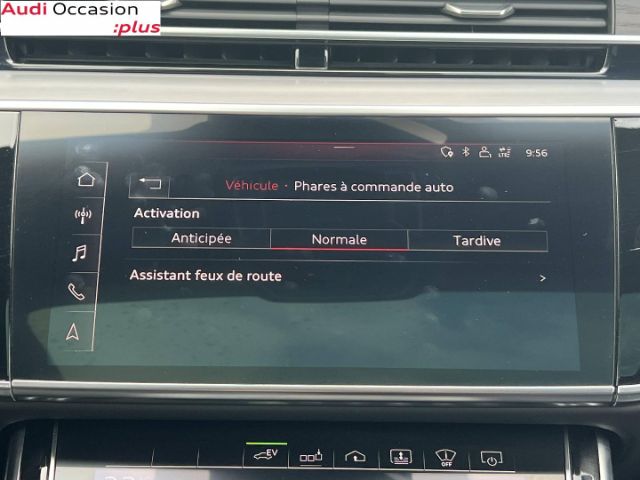 Audi Occasion
:plus
LTE 9:56
Véhicule · Phares à commande auto
Activation
Anticipée Normale Tardive
Assistant feux de route >
EV OFF